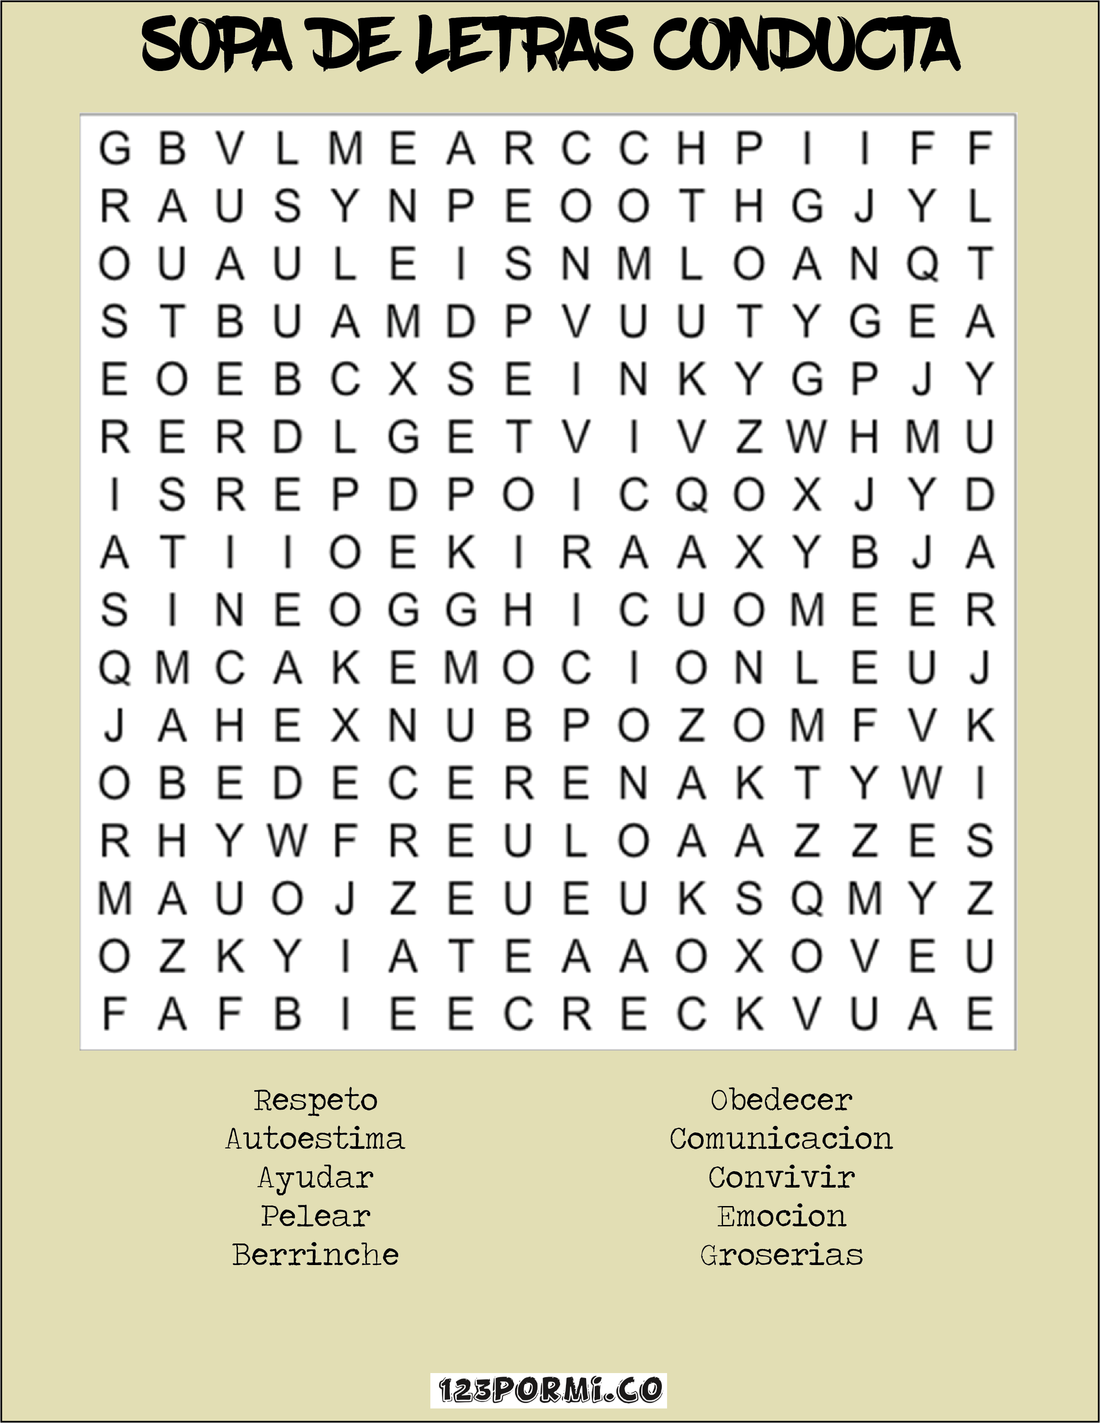 SOPA DE LETRAS CONDUCTA
G B V L M E A R C C H P I I F F
R A U S Y N P E O O T H G J Y L
O U A U L E I S N M L O A N Q T
S T B U A M D P V U U T Y G E A
E O E B C X S E I N K Y G P J Y
R E R D L G E T V I V Z W H M U
I S R E P D P O I C Q O X J Y D
A T I I O E K I R A A X Y B J A
S I N E O G G H I C U O M E E R
Q M C A K E M O C I O N L E U J
J A H E X N U B P O Z O M F V K
O B E D E C E R E N A K T Y W I
R H Y W F R E U L O A A Z Z E S
M A U O J Z E U E U K S Q M Y Z
O Z K Y I A T E A A O X O V E U
F A F B I E E C R E C K V U A E
Respeto Obedecer
Autoestima Comunicacion
Ayudar Convivir
Pelear Emocion
Berrinche Groserias
123PORMi.CO